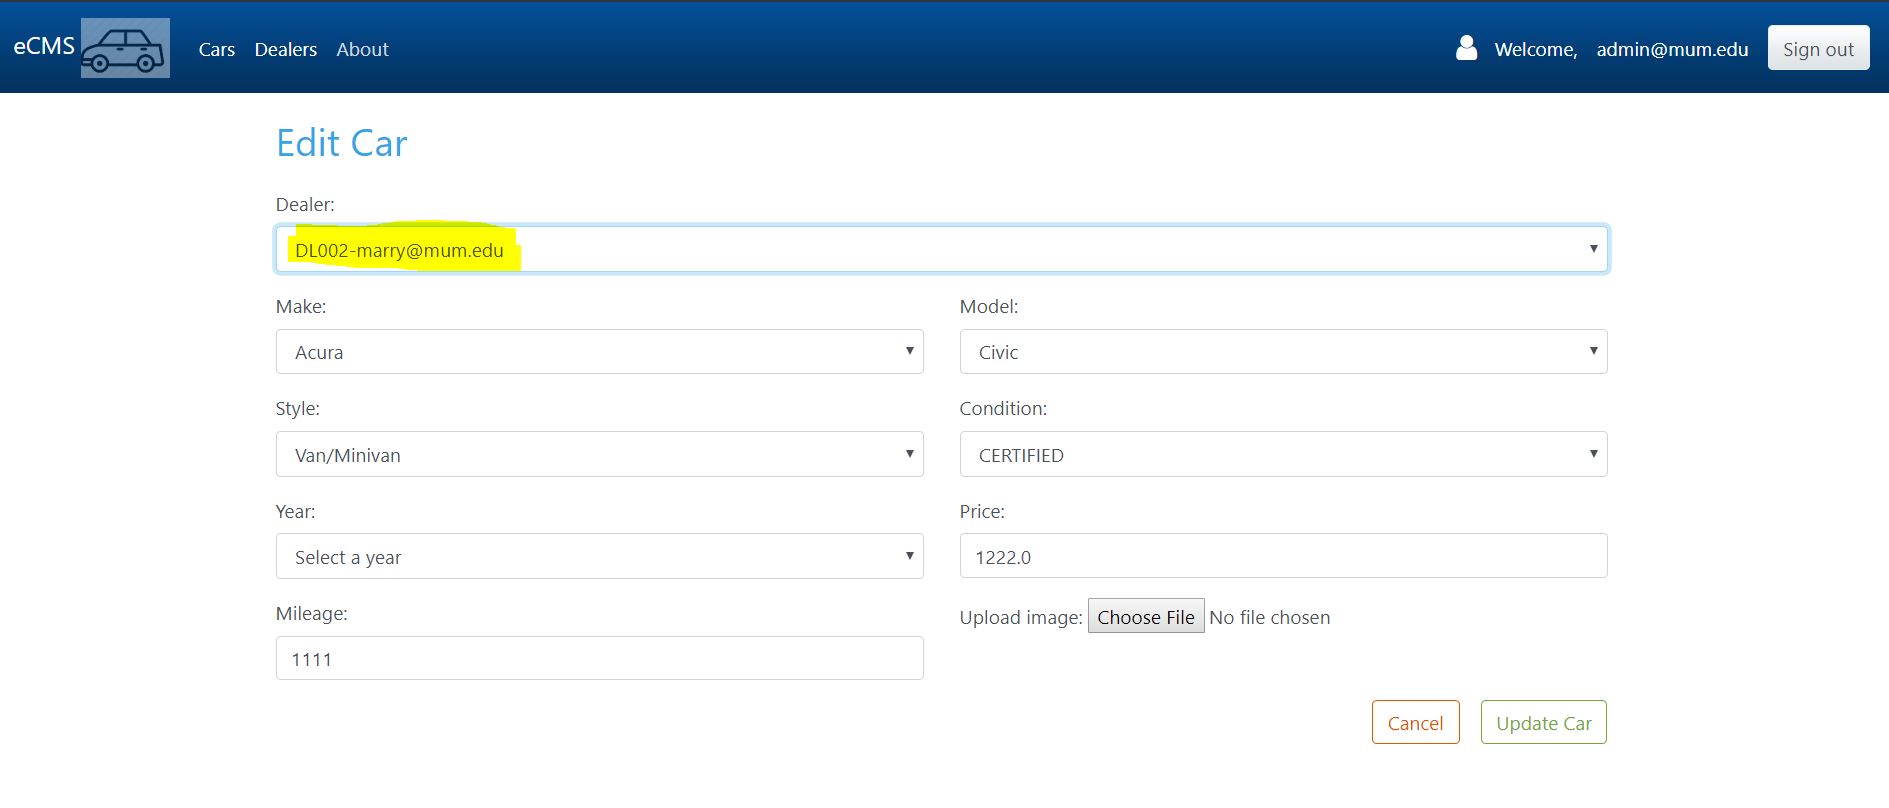 eCMS Cars Dealers About Welcome, admin@mum.edu Sign out
Edit Car
Dealer:
DL002-marry@mum.edu
Make: Model:
Acura Civic
Style: Condition:
Van/Minivan CERTIFIED
Year: Price:
Select a year 1222.0
Mileage: Upload image: Choose File No file chosen
1111
Cancel Update Car